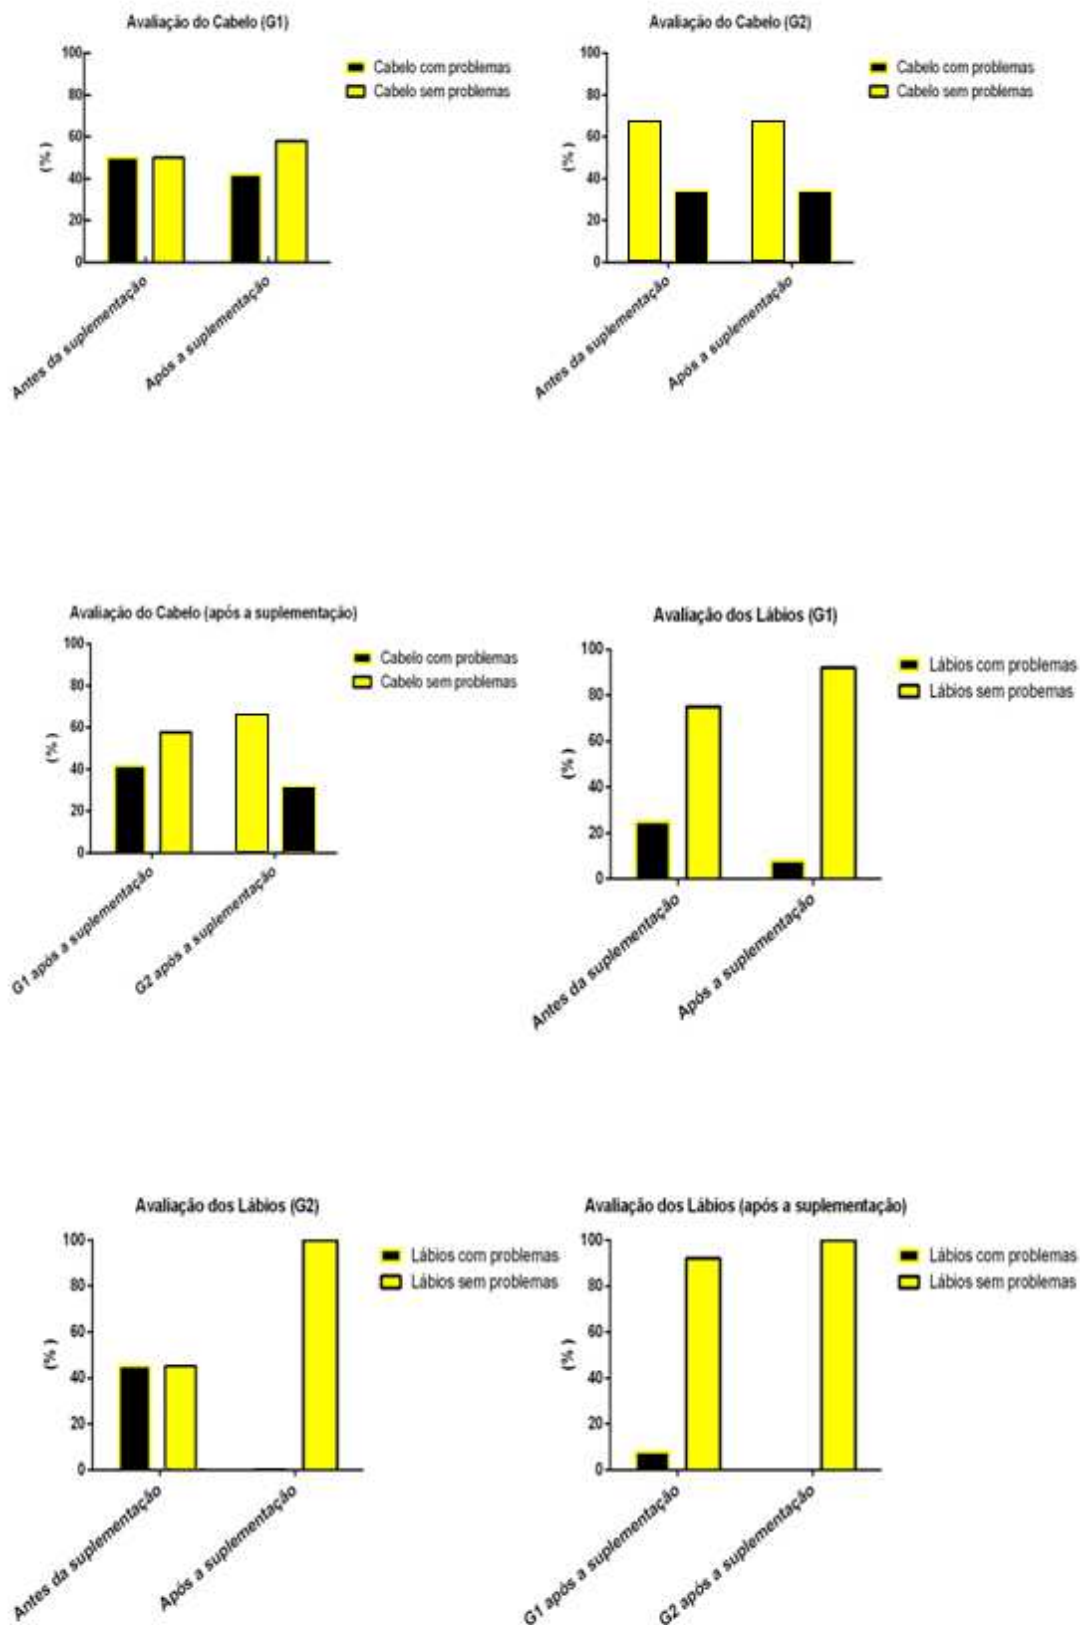 Avaliação do Cabelo (G1)
100
80
60
40
20
0
(%)
Cabelo com problemas
Cabelo sem problemas
Antes da suplementação
Após a suplementação
Avaliação do Cabelo (G2)
100
80
60
40
20
0
(%)
Cabelo com problemas
Cabelo sem problemas
Antes da suplementação
Após a suplementação
Avaliação do Cabelo (após a suplementação)
100
80
60
40
20
0
(%)
Cabelo com problemas
Cabelo sem problemas
G1 após a suplementação
G2 após a suplementação
Avaliação dos Lábios (G1)
100
80
60
40
20
0
(%)
Lábios com problemas
Lábios sem probemas
Antes da suplementação
Após a suplementação
Avaliação dos Lábios (G2)
100
80
60
40
20
0
(%)
Lábios com problemas
Lábios sem problemas
Antes da suplementação
Após a suplementação
Avaliação dos Lábios (após a suplementação)
100
80
60
40
20
0
(%)
Lábios com problemas
Lábios sem problemas
G1 após a suplementação
G2 após a suplementação